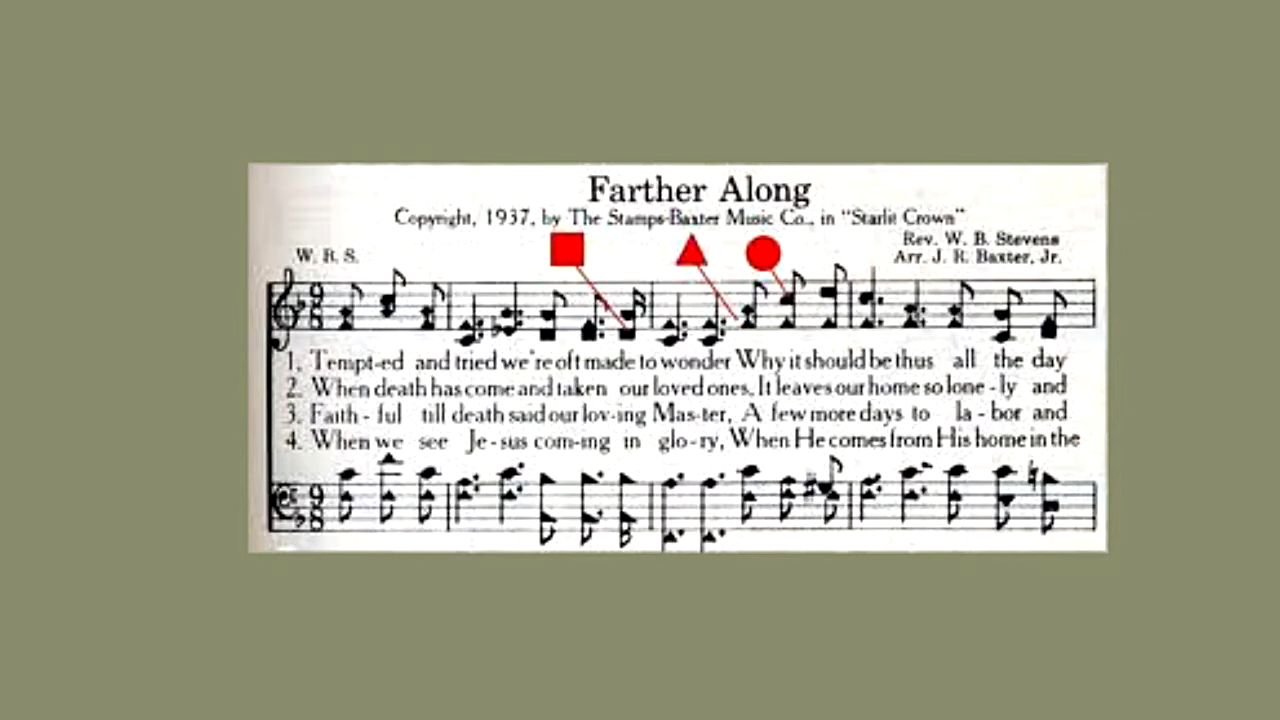 Farther Along
Copyright, 1937, by The Stamps-Baxter Music Co., in "Starlit Crown"
Rev. W. B. Stevens
W. B. S.
Arr. J. R. Baxter, Jr.
9 8
1. Tempt-ed and tried we're oft made to wonder Why it should be thus all the day
2. When death has come and taken our loved ones, It leaves our home so lone-ly and
3. Faith-ful till death said our lov-ing Mas-ter, A few more days to la-bor and
4. When we see Je-sus com-ing in glo-ry, When He comes from His home in the
9 8